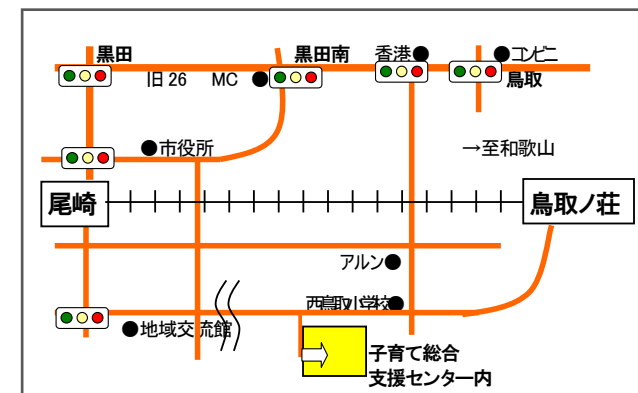 黒田
黒田南
香港●
●コンビニ
旧26
MC●
鳥取
●市役所
→至和歌山
尾崎
鳥取ノ荘
アルン●
西鳥取小学校●
●地域交流館
子育て総合
支援センター内